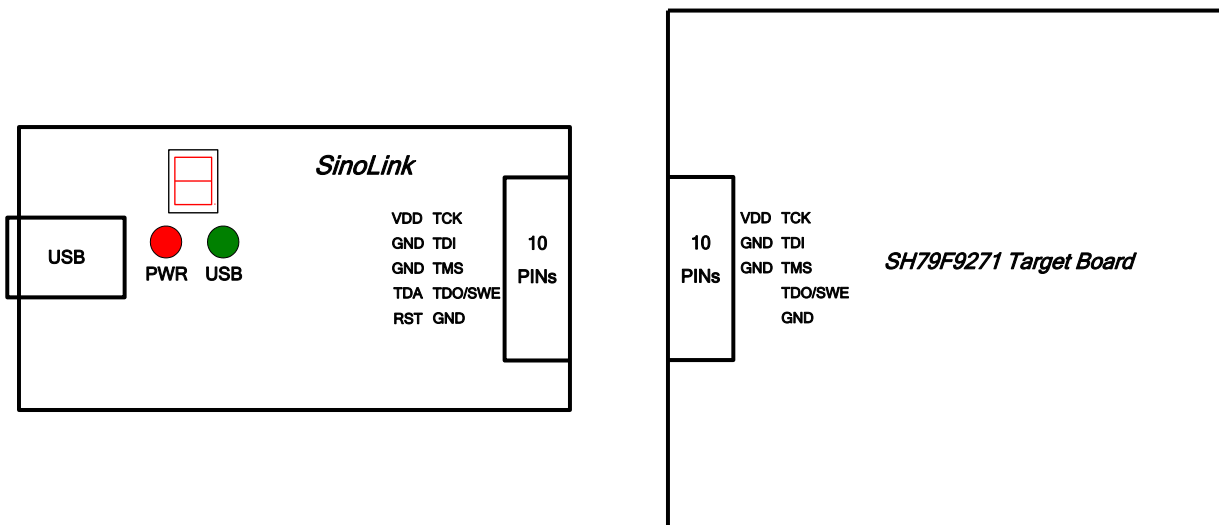 SinoLink
VDD TCK
GND TDI
GND TMS
TDA TDO/SWE
RST GND
10
PINs
USB
PWR USB
10
PINs
VDD TCK
GND TDI
GND TMS
TDO/SWE
GND
SH79F9271 Target Board